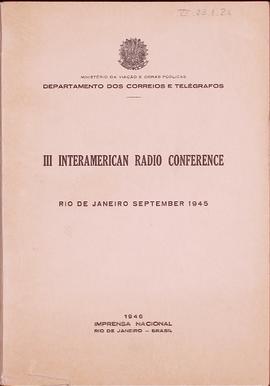 MINISTÉRIO DA VIAÇÃO E OBRAS PÚBLICAS
DEPARTAMENTO DOS CORREIOS E TELÉGRAFOS
III INTERAMERICAN RADIO CONFERENCE
RIO DE JANEIRO SEPTEMBER 1945
1946
IMPRENSA NACIONAL
RIO DE JANEIRO – BRASIL